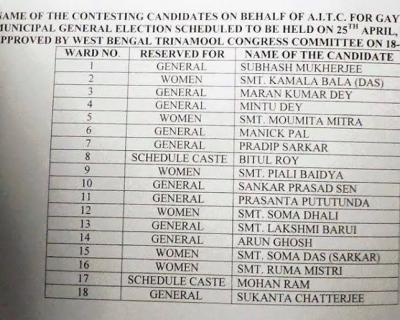 NAME OF THE CONTESTING CANDIDATES ON BEHALF OF A.I.T.C. FOR GAY
MUNICIPAL GENERAL ELECTION SCHEDULED TO BE HELD ON 25TH APRIL,
APPROVED BY WEST BENGAL TRINAMOOL CONGRESS COMMITTEE ON 18-
WARD NO. RESERVED FOR NAME OF THE CANDIDATE
1 GENERAL SUBHASH MUKHERJEE
2 WOMEN SMT. KAMALA BALA (DAS)
3 GENERAL MARAN KUMAR DEY
4 GENERAL MINTU DEY
5 WOMEN SMT. MOUMITA MITRA
6 GENERAL MANICK PAL
7 GENERAL PRADIP SARKAR
8 SCHEDULE CASTE BITUL ROY
9 WOMEN SMT. PIALI BAIDYA
10 GENERAL SANKAR PRASAD SEN
11 GENERAL PRASANTA PUTUTUNDA
12 WOMEN SMT. SOMA DHALI
13 GENERAL SMT. LAKSHMI BARUI
14 GENERAL ARUN GHOSH
15 WOMEN SMT. SOMA DAS (SARKAR)
16 WOMEN SMT. RUMA MISTRI
17 SCHEDULE CASTE MOHAN RAM
18 GENERAL SUKANTA CHATTERJEE